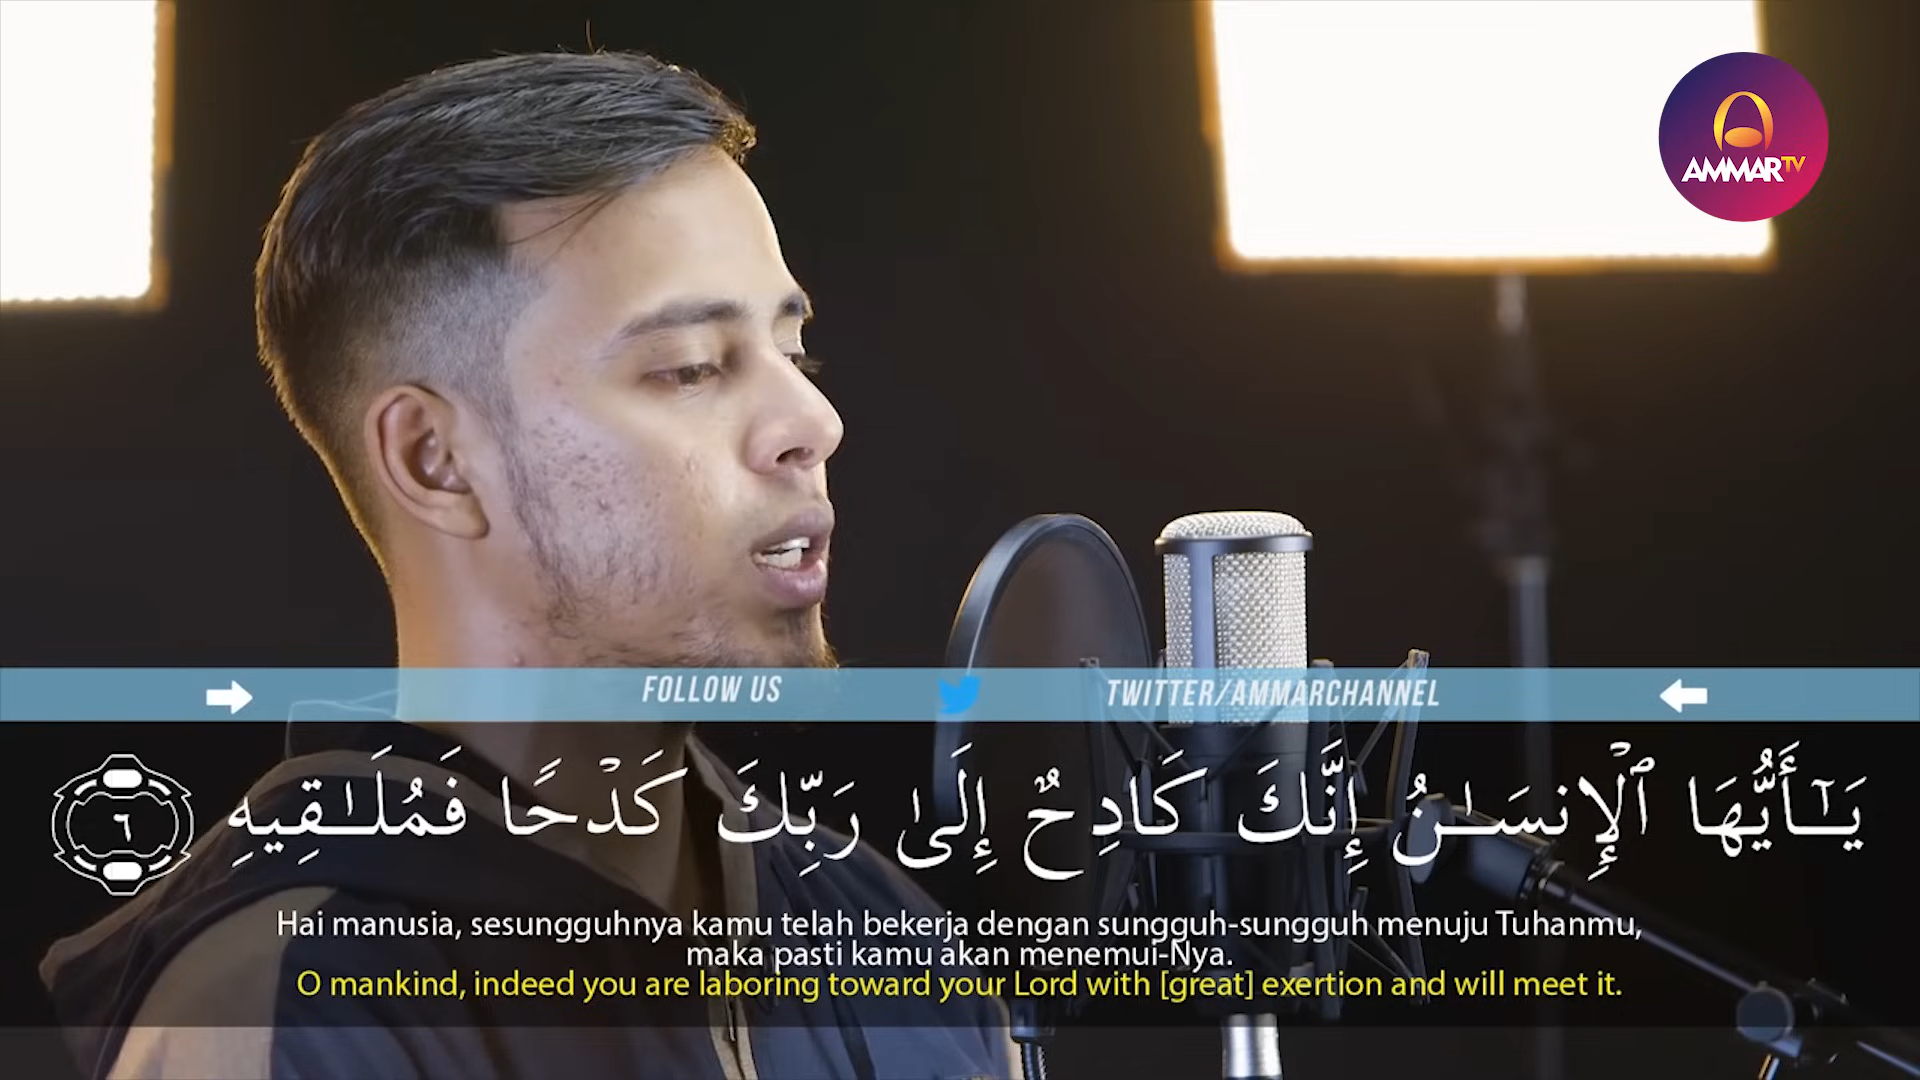 AMMARTV
FOLLOW US
TWITTER/AMMARCHANNEL
يَـٰٓأَيُّهَا ٱلْإِنسَـٰنُ إِنَّكَ كَادِحٌ إِلَىٰ رَبِّكَ كَدْحًا فَمُلَـٰقِيهِ ٦
Hai manusia, sesungguhnya kamu telah bekerja dengan sungguh-sungguh menuju Tuhanmu,
maka pasti kamu akan menemui-Nya.
O mankind, indeed you are laboring toward your Lord with [great] exertion and will meet it.